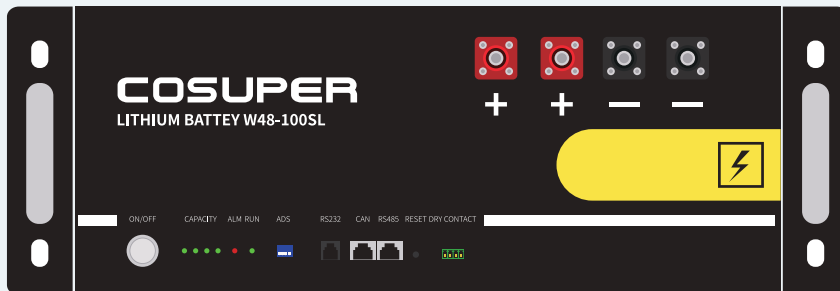 COSUPER
LITHIUM BATTEY W48-100SL
ON/OFF CAPACITY ALM RUN ADS RS232 CAN RS485 RESET DRY CONTACT